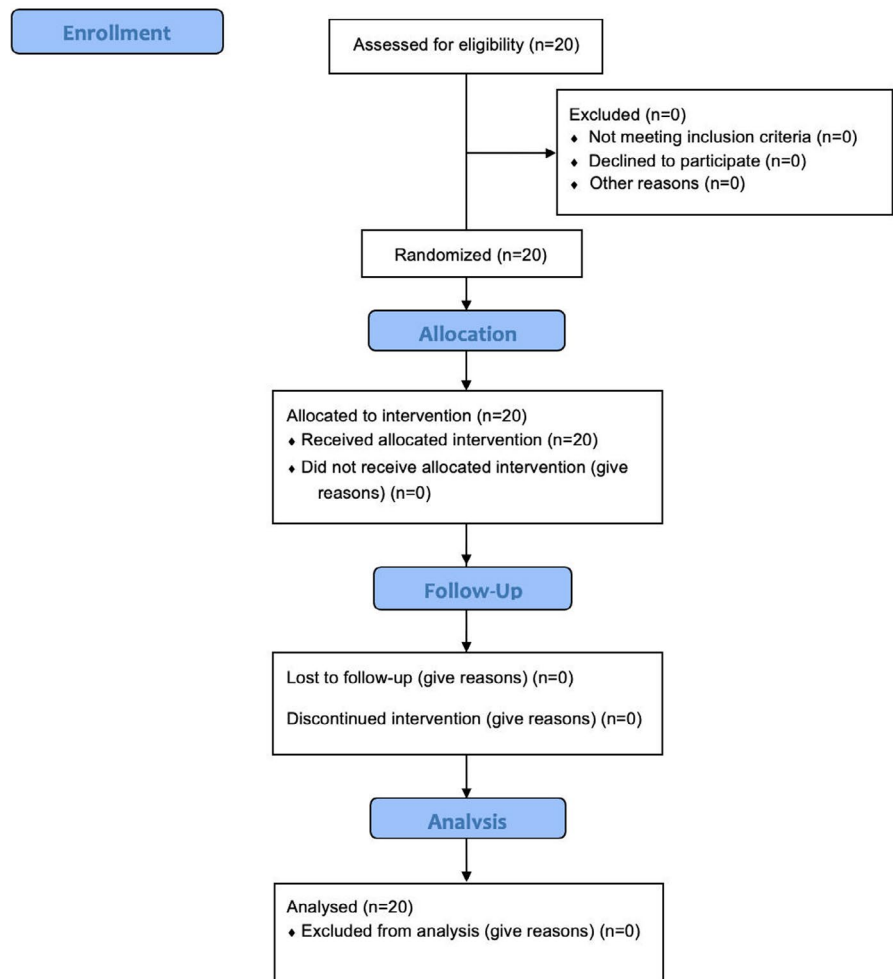 Enrollment
Assessed for eligibility (n=20)
Excluded (n=0)
♦ Not meeting inclusion criteria (n=0)
♦ Declined to participate (n=0)
♦ Other reasons (n=0)
Randomized (n=20)
Allocation
Allocated to intervention (n=20)
♦ Received allocated intervention (n=20)
♦ Did not receive allocated intervention (give
reasons) (n=0)
Follow-Up
Lost to follow-up (give reasons) (n=0)
Discontinued intervention (give reasons) (n=0)
Analysis
Analysed (n=20)
♦ Excluded from analysis (give reasons) (n=0)